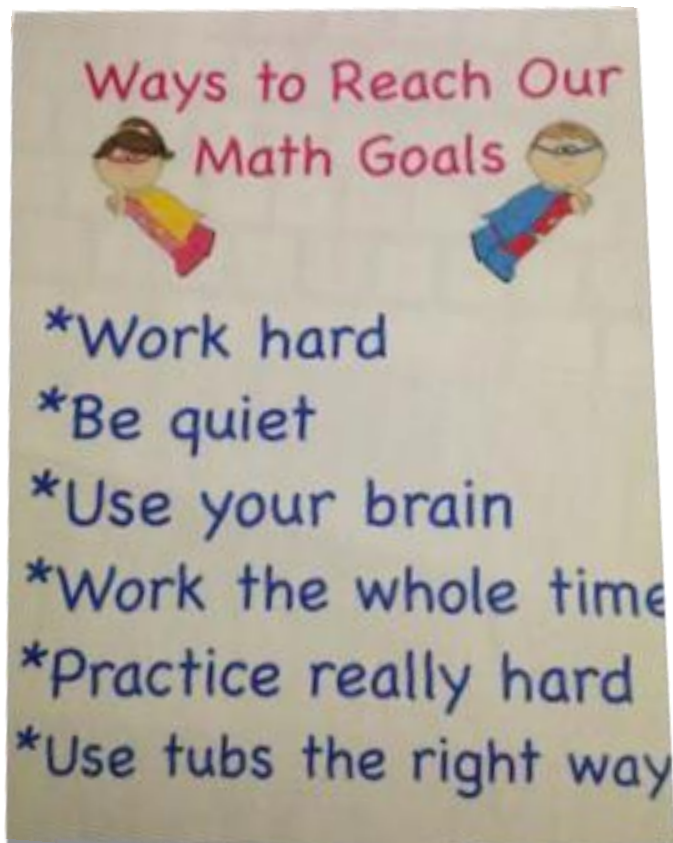 Ways to Reach Our
Math Goals
*Work hard
*Be quiet
*Use your brain
*Work the whole time
*Practice really hard
*Use tubs the right way